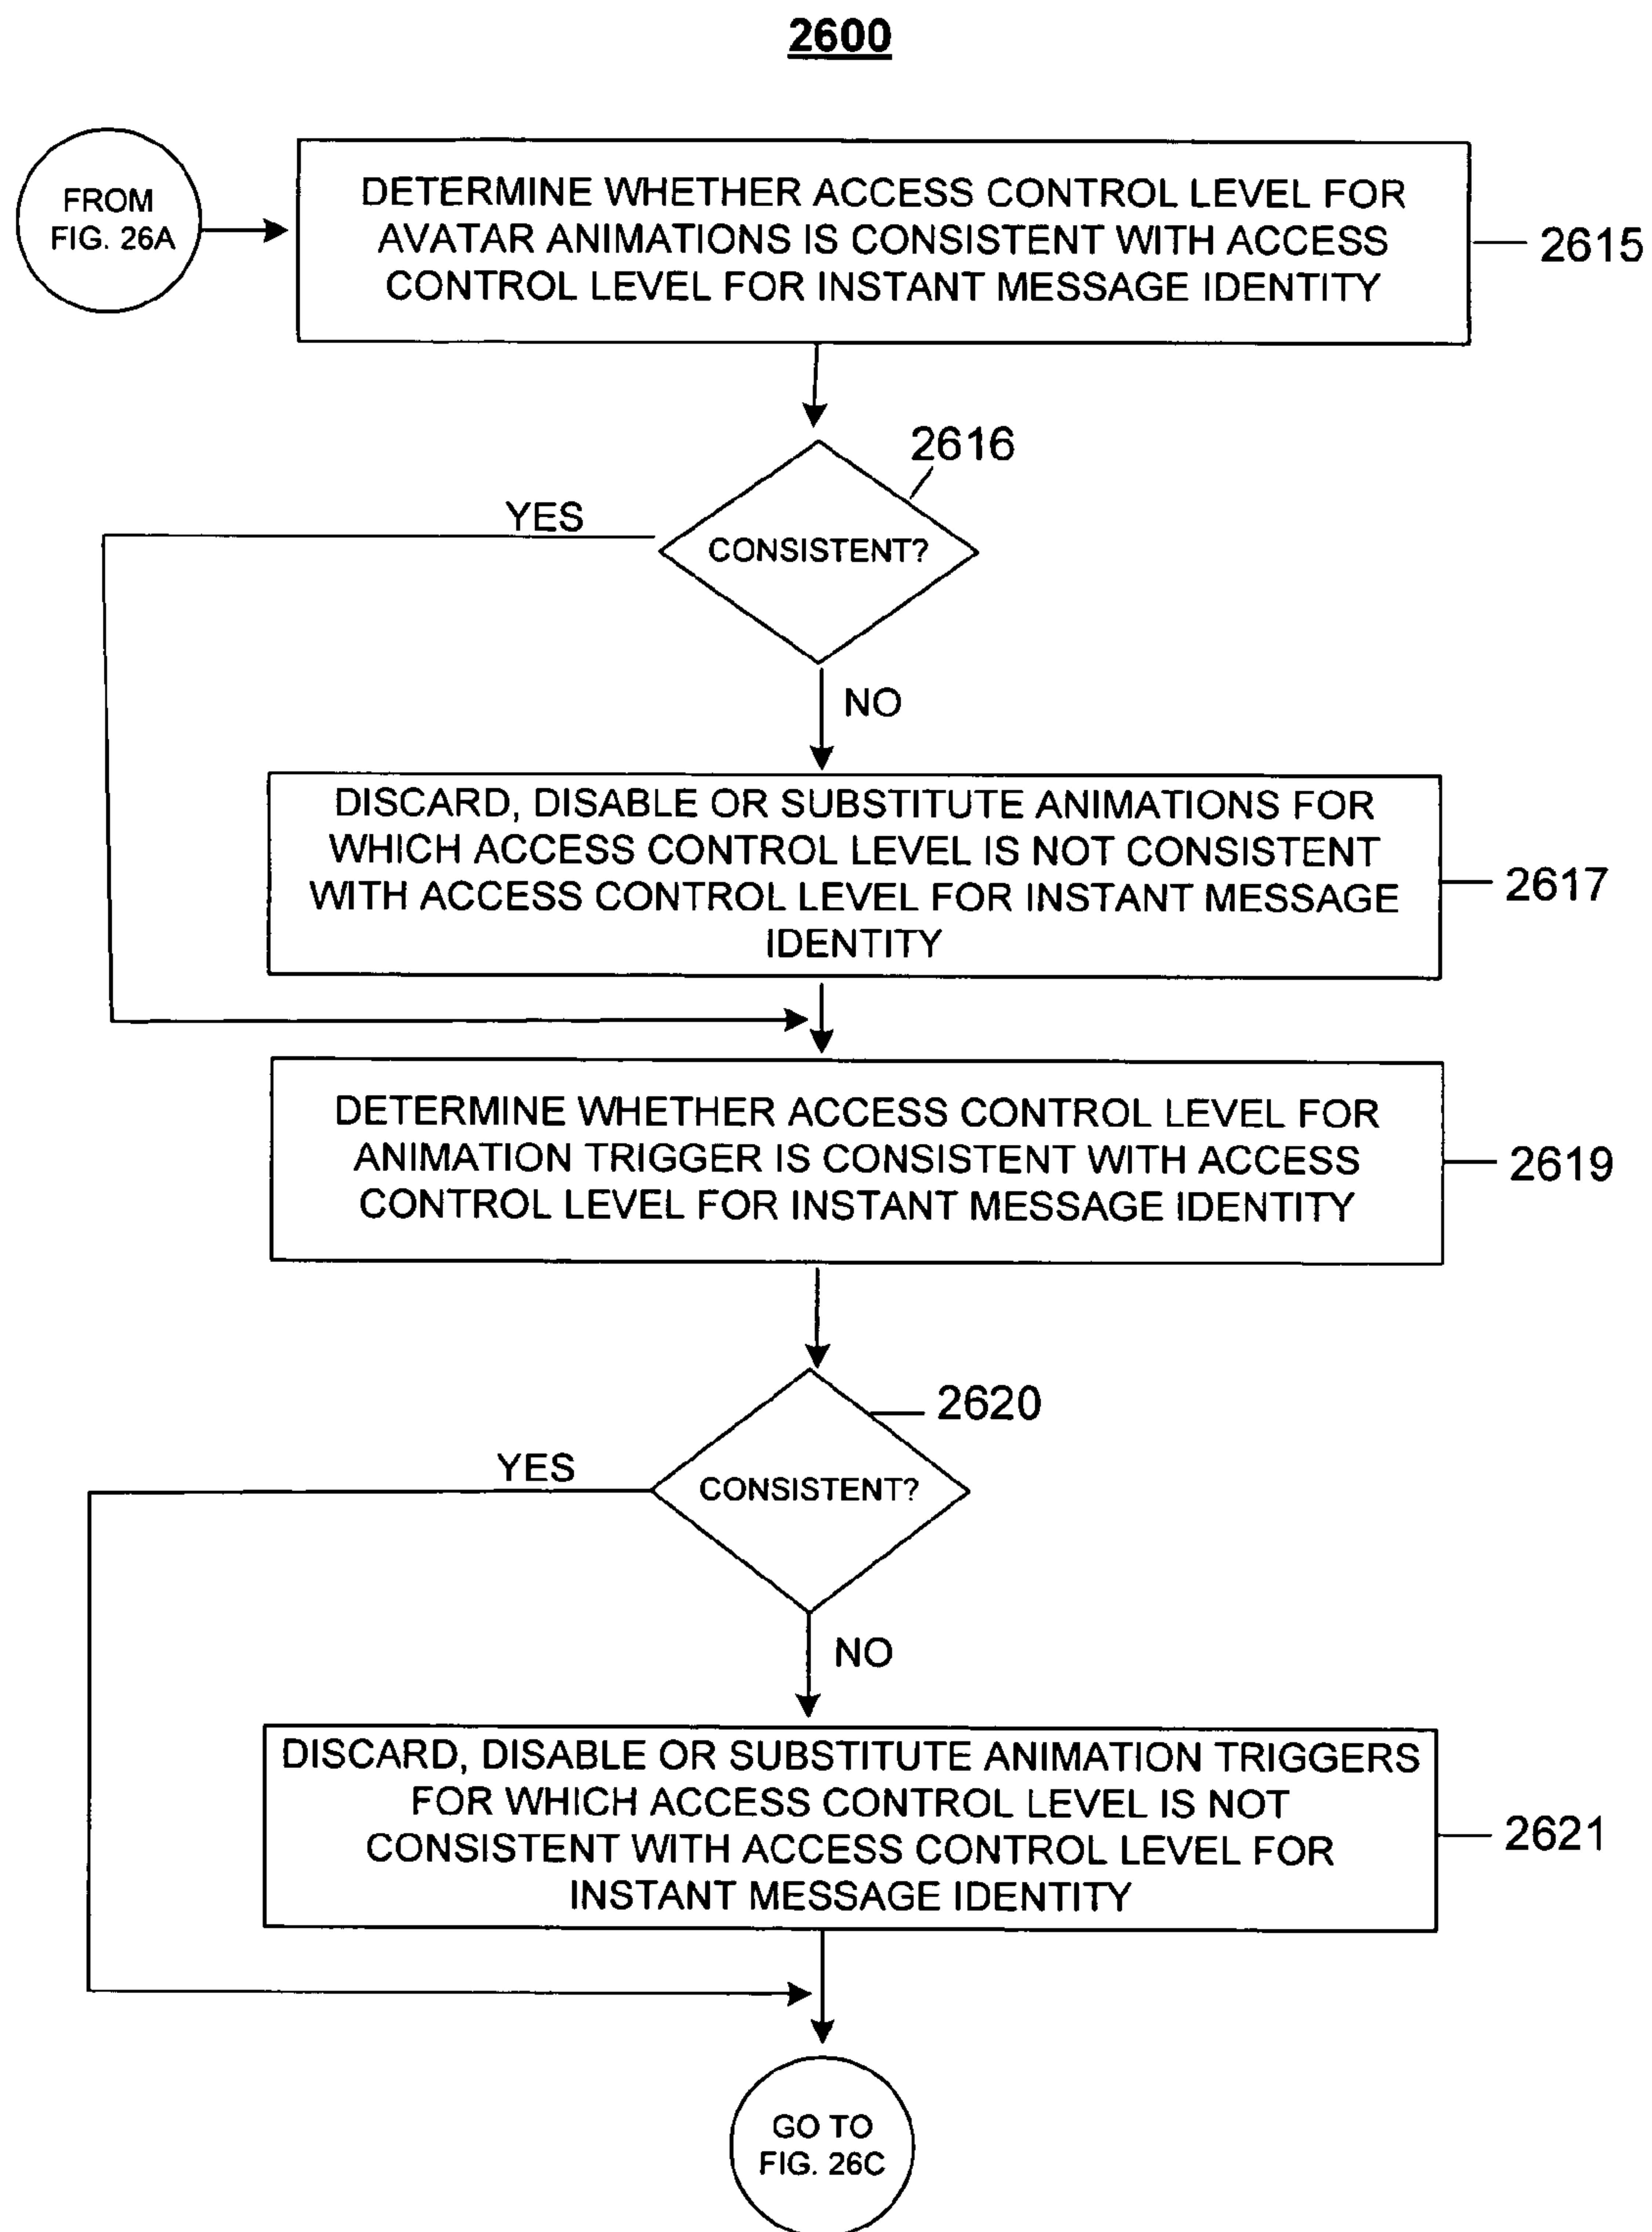 2600
FROM
FIG. 26A
DETERMINE WHETHER ACCESS CONTROL LEVEL FOR
AVATAR ANIMATIONS IS CONSISTENT WITH ACCESS
CONTROL LEVEL FOR INSTANT MESSAGE IDENTITY
2615
2616
YES
CONSISTENT?
NO
DISCARD, DISABLE OR SUBSTITUTE ANIMATIONS FOR
WHICH ACCESS CONTROL LEVEL IS NOT CONSISTENT
WITH ACCESS CONTROL LEVEL FOR INSTANT MESSAGE
IDENTITY
2617
DETERMINE WHETHER ACCESS CONTROL LEVEL FOR
ANIMATION TRIGGER IS CONSISTENT WITH ACCESS
CONTROL LEVEL FOR INSTANT MESSAGE IDENTITY
2619
2620
YES
CONSISTENT?
NO
DISCARD, DISABLE OR SUBSTITUTE ANIMATION TRIGGERS
FOR WHICH ACCESS CONTROL LEVEL IS NOT
CONSISTENT WITH ACCESS CONTROL LEVEL FOR
INSTANT MESSAGE IDENTITY
2621
GO TO
FIG. 26C